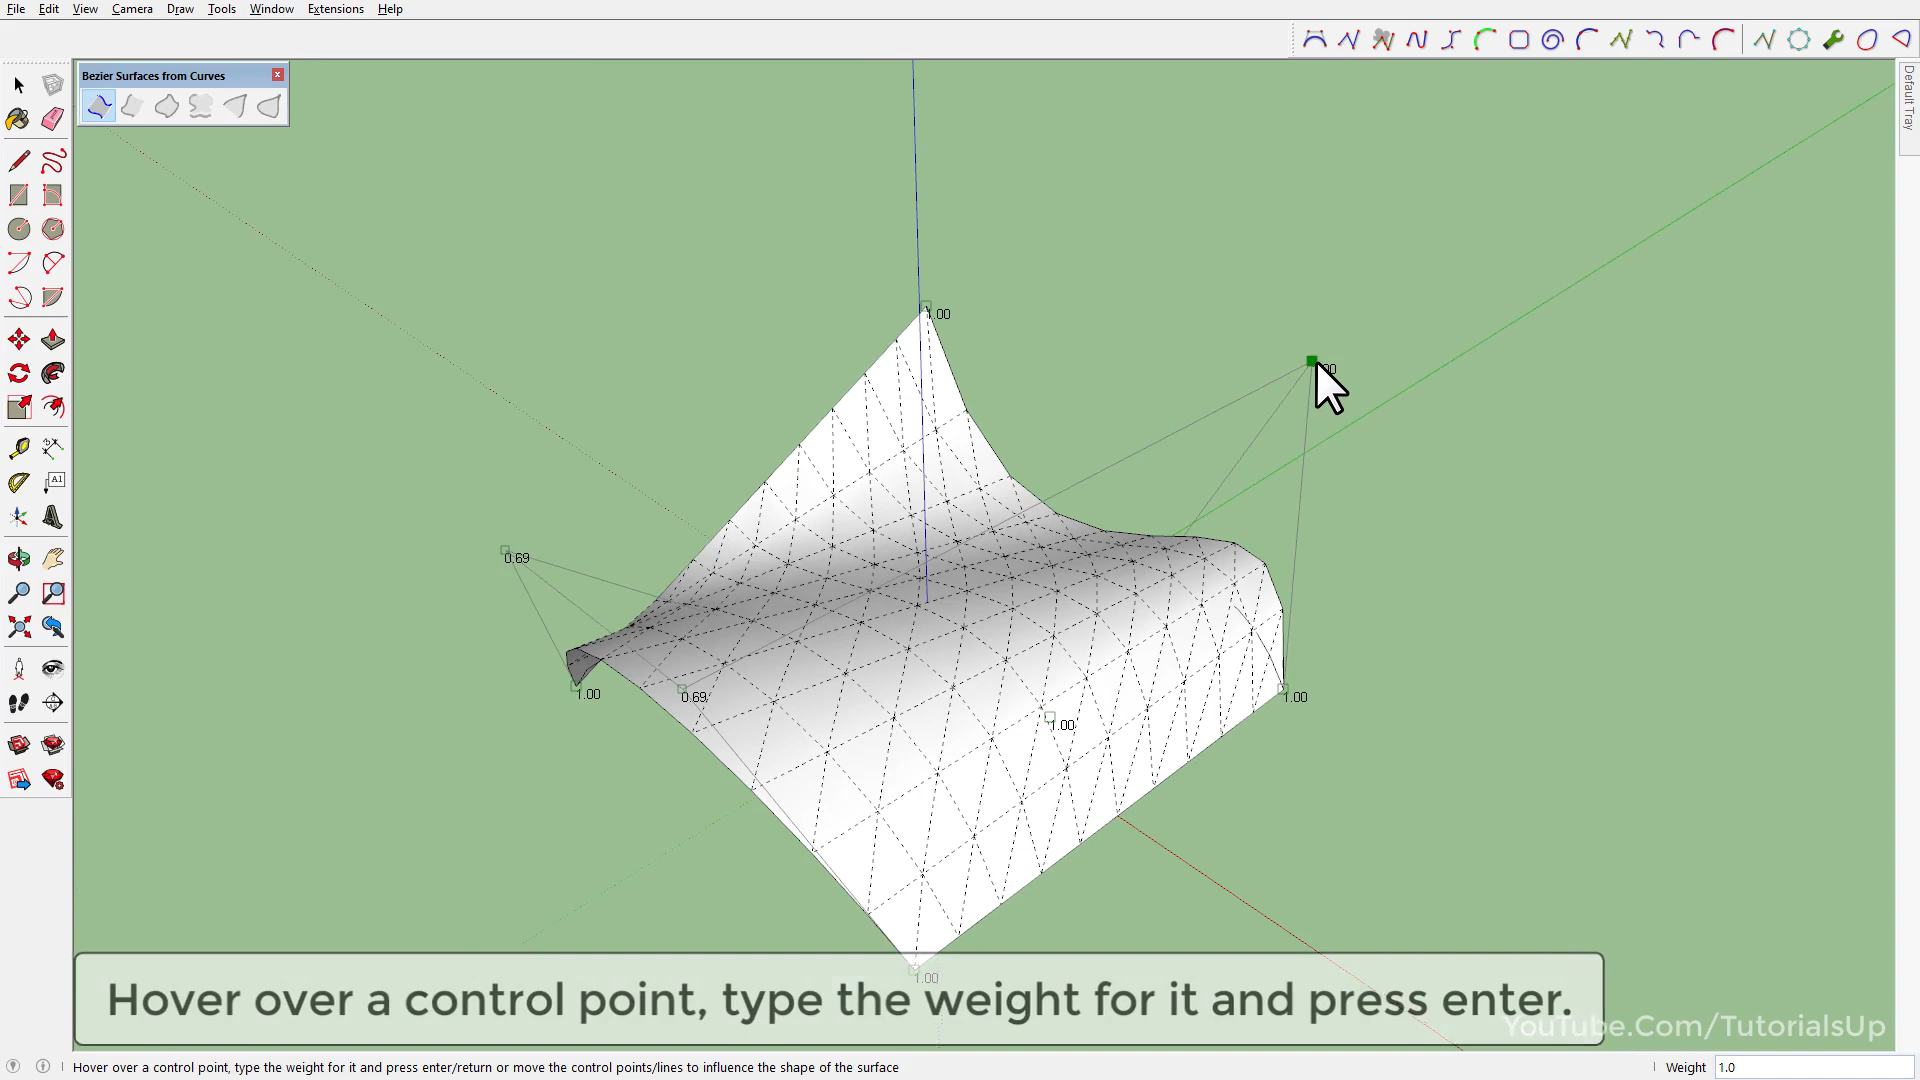 File Edit View Camera Draw Tools Window Extensions Help
Bezier Surfaces from Curves
Default Tray
A1
1.00
0.69
1.00
0.69
1.00
1.00
1.00
Hover over a control point, type the weight for it and press enter.
YouTube.Com/TutorialsUp
Hover over a control point, type the weight for it and press enter/return or move the control points/lines to influence the shape of the surface
Weight 1.0